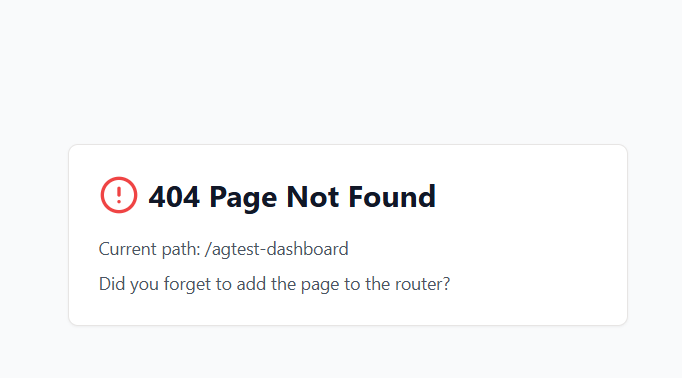 404 Page Not Found
Current path: /agtest-dashboard
Did you forget to add the page to the router?